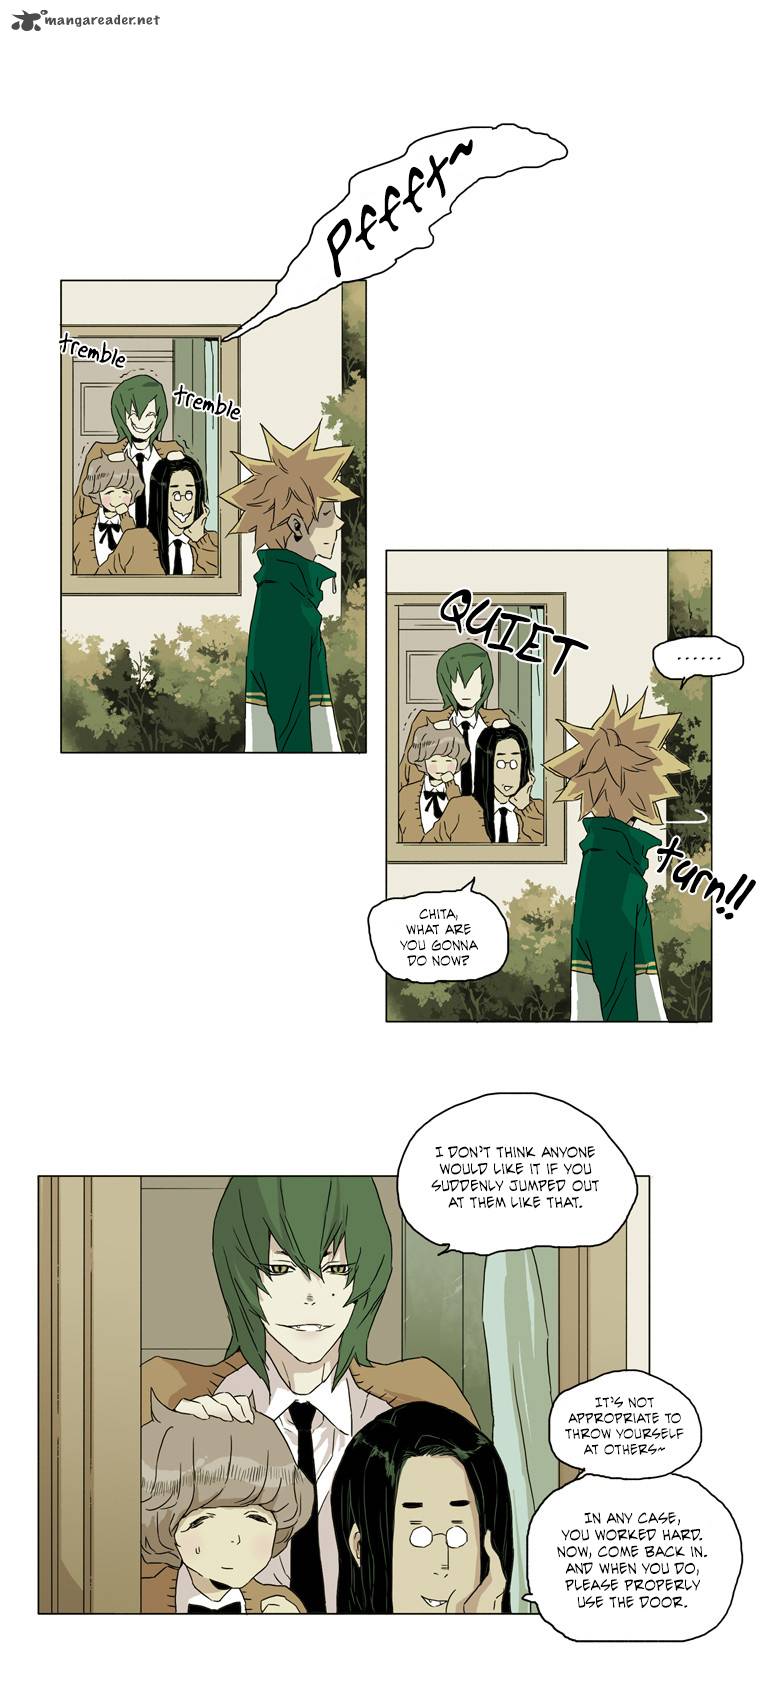 mangareader.net
Pffft~
tremble
tremble
QUIET
......
turn!!
CHITA,
WHAT ARE
YOU GONNA
DO NOW?
I DON'T THINK ANYONE
WOULD LIKE IT IF YOU
SUDDENLY JUMPED OUT
AT THEM LIKE THAT.
IT'S NOT
APPROPRIATE TO
THROW YOURSELF
AT OTHERS~
IN ANY CASE,
YOU WORKED HARD.
NOW, COME BACK IN.
AND WHEN YOU DO,
PLEASE PROPERLY
USE THE DOOR.